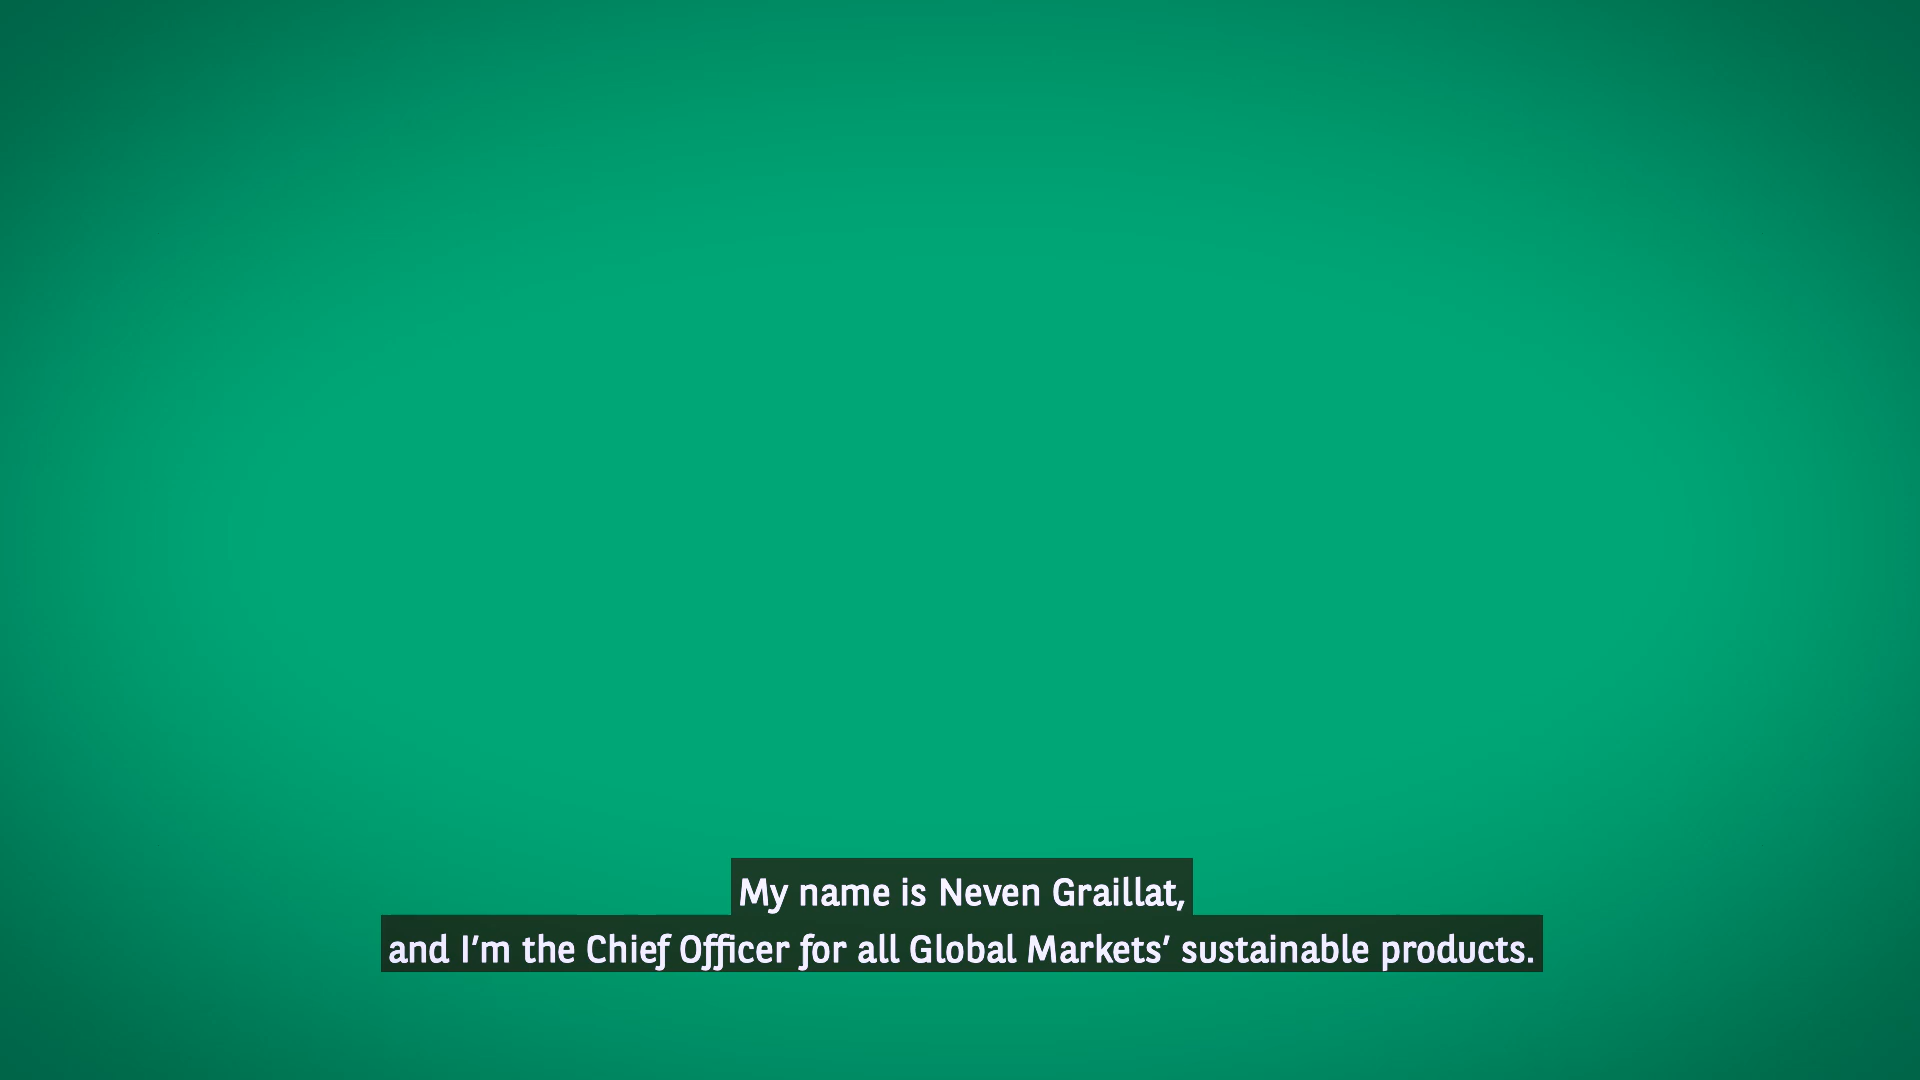 My name is Neven Graillat,
and I’m the Chief Officer for all Global Markets’ sustainable products.